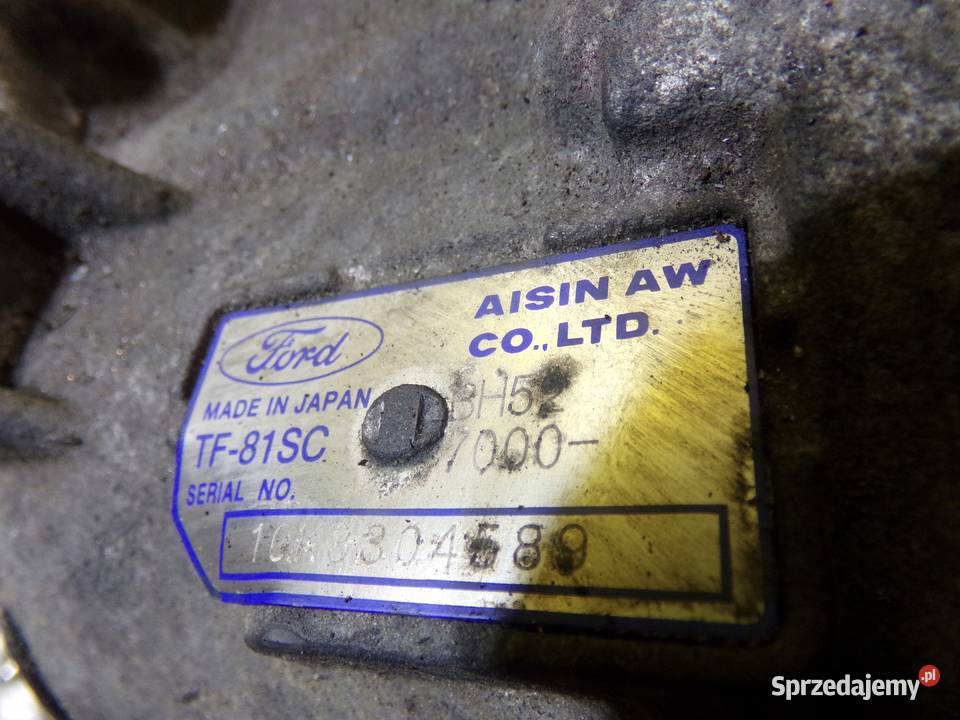 Ford
AISIN AW
CO.,LTD.
MADE IN JAPAN
TF-81SC
7000-
SERIAL NO.
Sprzedajemy.pl